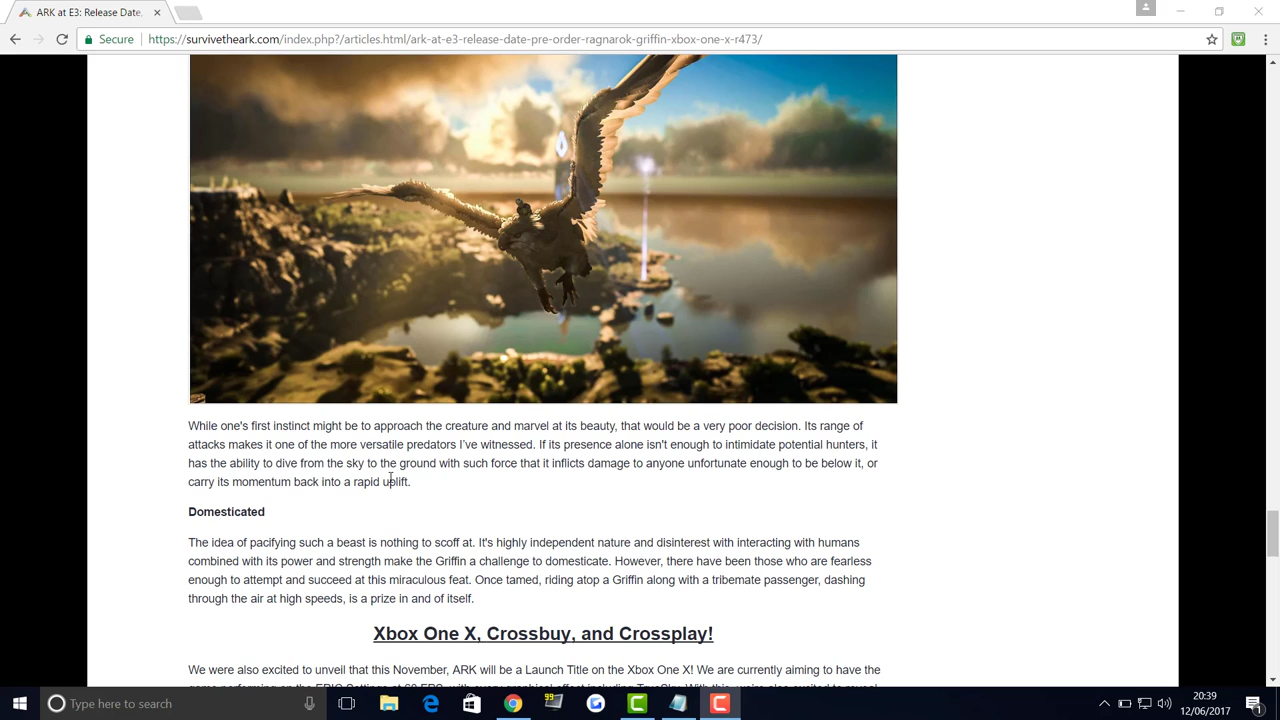 ARK at E3: Release Date,
Secure
https://survivetheark.com/index.php?/articles.html/ark-at-e3-release-date-pre-order-ragnarok-griffin-xbox-one-x-r473/
While one's first instinct might be to approach the creature and marvel at its beauty, that would be a very poor decision. Its range of
attacks makes it one of the more versatile predators I've witnessed. If its presence alone isn't enough to intimidate potential hunters, it
has the ability to dive from the sky to the ground with such force that it inflicts damage to anyone unfortunate enough to be below it, or
carry its momentum back into a rapid uplift.
Domesticated
The idea of pacifying such a beast is nothing to scoff at. It's highly independent nature and disinterest with interacting with humans
combined with its power and strength make the Griffin a challenge to domesticate. However, there have been those who are fearless
enough to attempt and succeed at this miraculous feat. Once tamed, riding atop a Griffin along with a tribemate passenger, dashing
through the air at high speeds, is a prize in and of itself.
Xbox One X, Crossbuy, and Crossplay!
We were also excited to unveil that this November, ARK will be a Launch Title on the Xbox One X! We are currently aiming to have the
Type here to search
99
20:39
12/06/2017
1